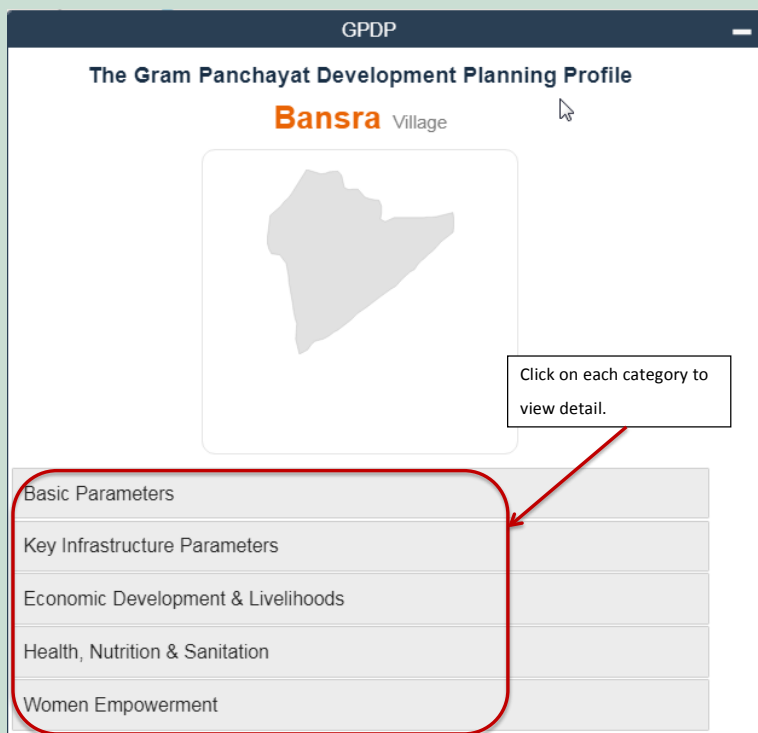 GPDP
The Gram Panchayat Development Planning Profile
Bansra Village
Click on each category to
view detail.
Basic Parameters
Key Infrastructure Parameters
Economic Development & Livelihoods
Health, Nutrition & Sanitation
Women Empowerment